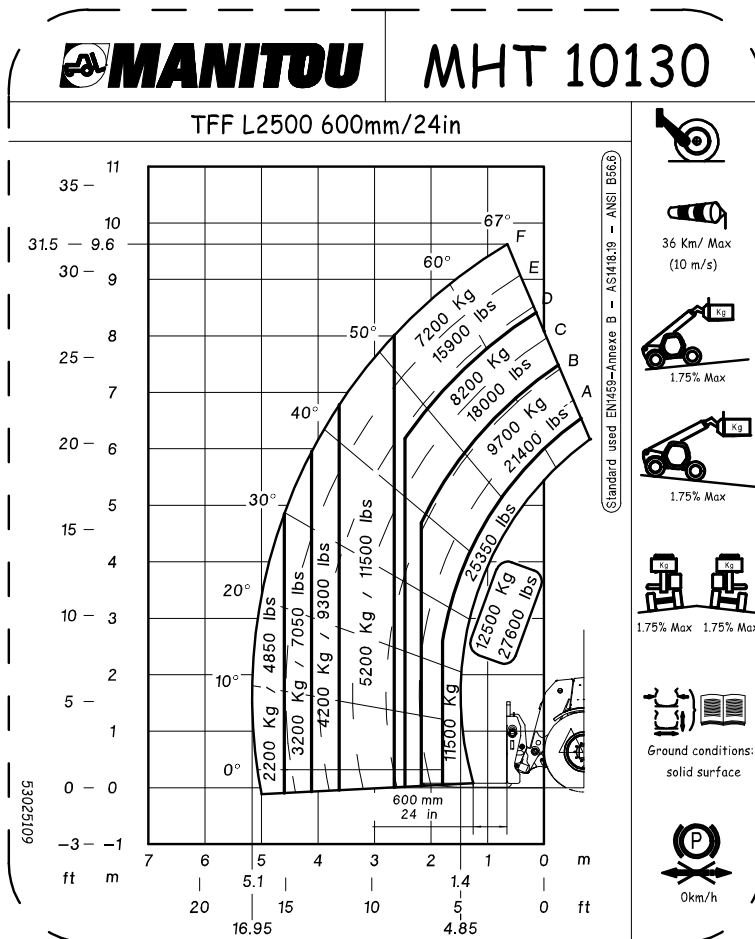 MANITOU
MHT 10130
TFF L2500 600mm/24in
Standard used EN1459-Annexe B - AS1418.19 - ANSI B56.6
36 Km/ Max
(10 m/s)
Kg
1.75% Max
Kg
1.75% Max
Kg Kg
1.75% Max 1.75% Max
Ground conditions:
solid surface
P
0km/h
35 – 11
10
31.5 – 9.6
30 – 9
8
25 –
7
20 – 6
5
15 –
4
10 – 3
2
5 –
1
0 – 0
-3 – -1
ft m
67°
60°
50°
40°
30°
20°
10°
0°
F
E
D
C
B
A
7200 Kg
15900 lbs
8200 Kg
18000 lbs
9700 Kg
21400 lbs
11500 Kg
25350 lbs
12500 Kg
27600 lbs
5200 Kg / 11500 lbs
4200 Kg / 9300 lbs
3200 Kg / 7050 lbs
2200 Kg / 4850 lbs
600 mm
24 in
53025109
7 6 5 4 3 2 1 0 m
5.1 1.4
20 15 10 5 0 ft
16.95 4.85